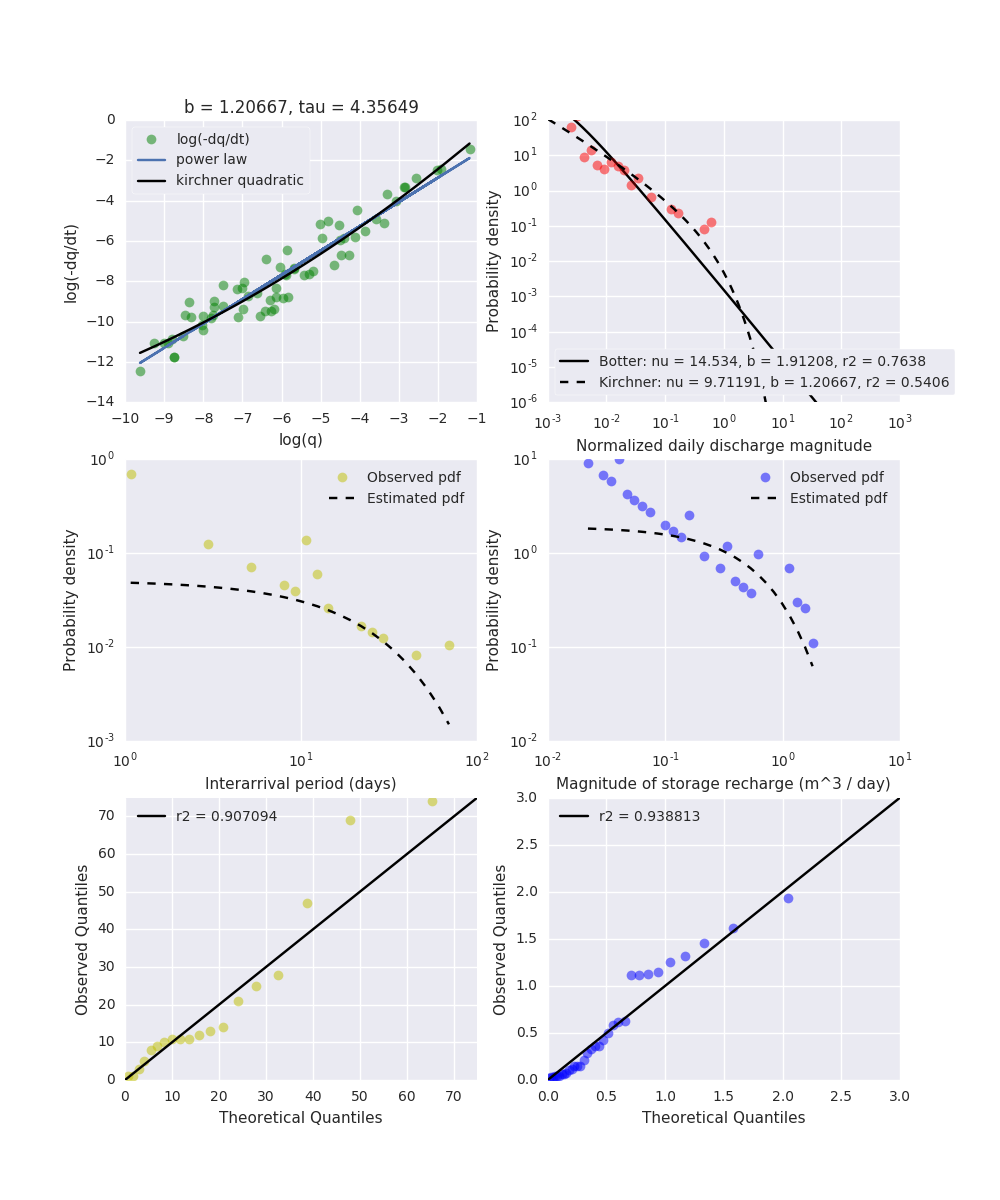 b = 1.20667, tau = 4.35649
log(-dq/dt)
0
−2
−4
−6
−8
−10
−12
−14
log(-dq/dt)
power law
kirchner quadratic
−10 −9 −8 −7 −6 −5 −4 −3 −2 −1
log(q)
Probability density
10^2
10^1
10^0
10^-1
10^-2
10^-3
10^-4
10^-5
10^-6
Botter: nu = 14.534, b = 1.91208, r2 = 0.7638
Kirchner: nu = 9.71191, b = 1.20667, r2 = 0.5406
10^-3 10^-2 10^-1 10^0 10^1 10^2 10^3
Normalized daily discharge magnitude
Probability density
10^0
10^-1
10^-2
10^-3
Observed pdf
Estimated pdf
10^0 10^1 10^2
Interarrival period (days)
Probability density
10^1
10^0
10^-1
10^-2
Observed pdf
Estimated pdf
10^-2 10^-1 10^0 10^1
Magnitude of storage recharge (m^3 / day)
Observed Quantiles
70
60
50
40
30
20
10
0
r2 = 0.907094
0 10 20 30 40 50 60 70
Theoretical Quantiles
Observed Quantiles
3.0
2.5
2.0
1.5
1.0
0.5
0.0
r2 = 0.938813
0.0 0.5 1.0 1.5 2.0 2.5 3.0
Theoretical Quantiles